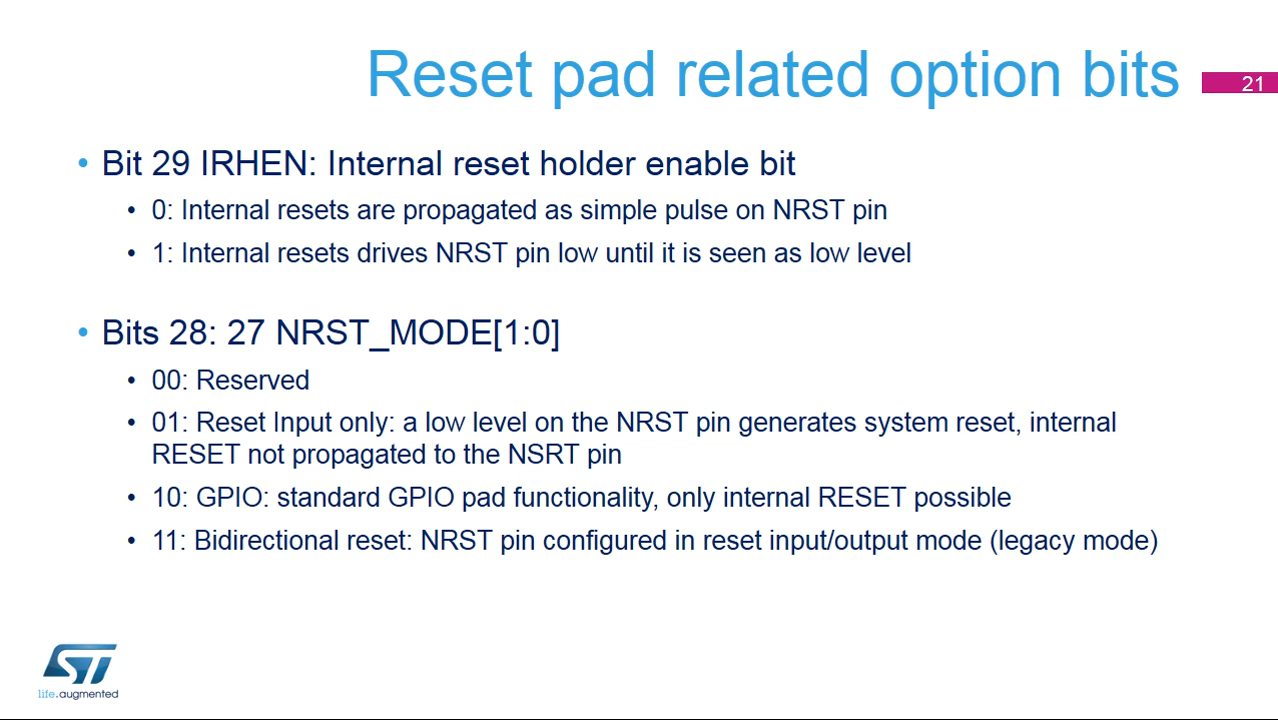 Reset pad related option bits
21
• Bit 29 IRHEN: Internal reset holder enable bit
• 0: Internal resets are propagated as simple pulse on NRST pin
• 1: Internal resets drives NRST pin low until it is seen as low level
• Bits 28: 27 NRST_MODE[1:0]
• 00: Reserved
• 01: Reset Input only: a low level on the NRST pin generates system reset, internal
RESET not propagated to the NSRT pin
• 10: GPIO: standard GPIO pad functionality, only internal RESET possible
• 11: Bidirectional reset: NRST pin configured in reset input/output mode (legacy mode)
ST
life.augmented